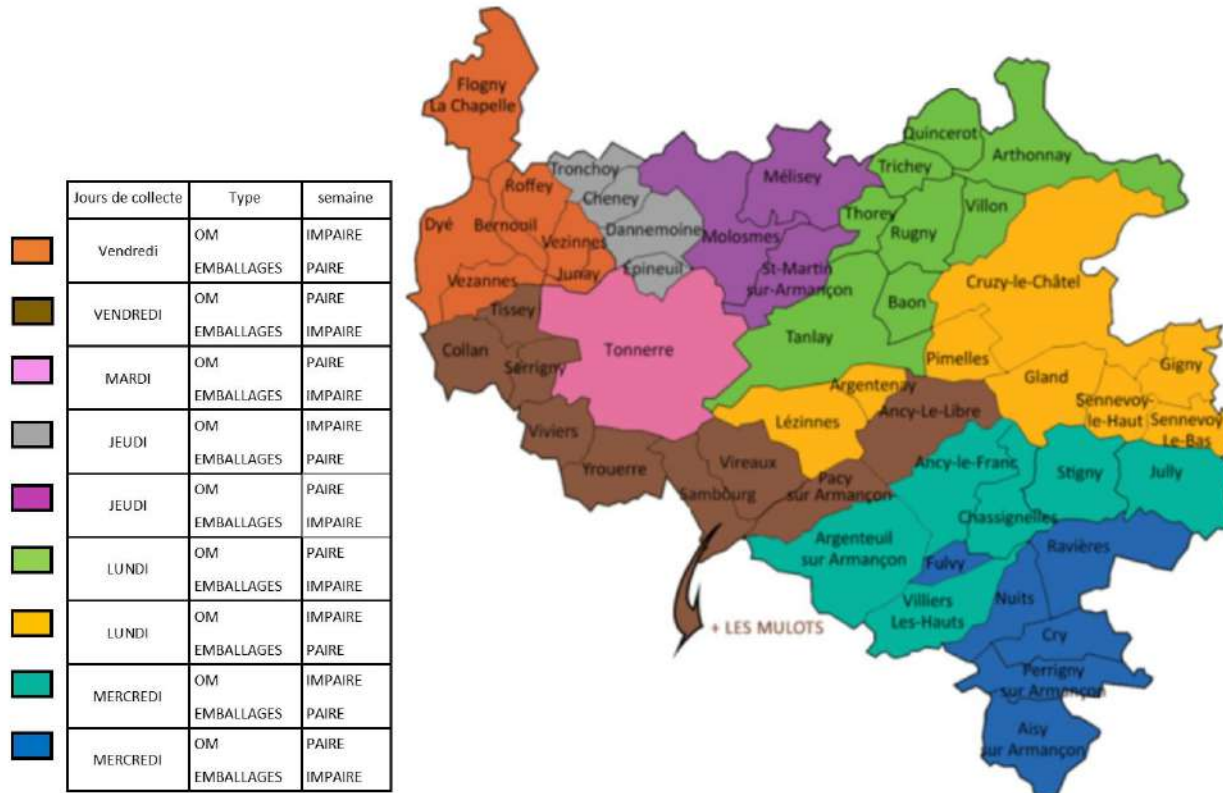 Jours de collecte Type semaine
Vendredi
OM IMPAIRE
EMBALLAGES PAIRE
VENDREDI
OM PAIRE
EMBALLAGES IMPAIRE
MARDI
OM PAIRE
EMBALLAGES IMPAIRE
JEUDI
OM IMPAIRE
EMBALLAGES PAIRE
JEUDI
OM PAIRE
EMBALLAGES IMPAIRE
LUNDI
OM PAIRE
EMBALLAGES IMPAIRE
LUNDI
OM IMPAIRE
EMBALLAGES PAIRE
MERCREDI
OM IMPAIRE
EMBALLAGES PAIRE
MERCREDI
OM PAIRE
EMBALLAGES IMPAIRE
Flogny
La Chapelle
Quincerot
Arthonnay
Tronchoy
Trichey
Mélisey
Roffey
Cheney
Dyé
Bernouil
Dannemoine
Thorey
Villon
Vezinnes
Molosmes
Rugny
Junay
Épineuil
St-Martin
sur-Armançon
Vezannes
Cruzy-le-Châtel
Tissey
Baon
Collan
Tonnerre
Tanlay
Pimelles
Serrigny
Gigny
Gland
Argentenay
Sennevoy-
le-Haut
Ancy-Le-Libre
Sennevoy
Le-Bas
Lézinnes
Viviers
Vireaux
Ancy-le-Franc
Yrouerre
Stigny
Jully
Pacy
sur Armançon
Sambourg
Chassignelles
Argenteuil
sur Armançon
Ravières
Fulvy
Villiers
Les-Hauts
Nuits
+ LES MULOTS
Cry
Perrigny
sur Armançon
Aisy
sur Armançon